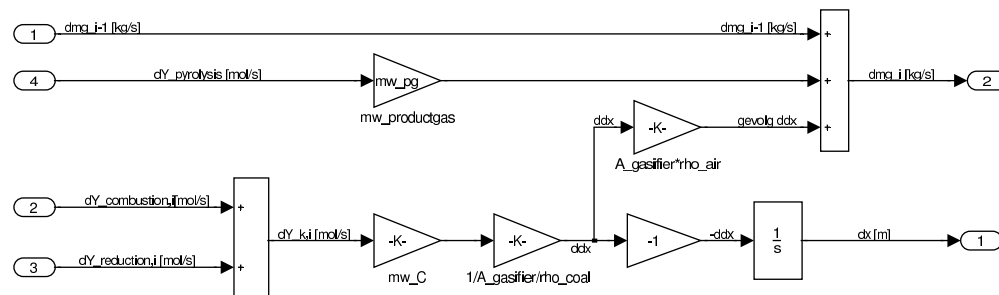 dmg_i-1 [kg/s]
dmg_i-1 [kg/s]
1
+
dY_pyrolysis [mol/s]
4
mw_pg
+
dmg_i [kg/s]
2
mw_productgas
ddx
-K-
gevolg ddx
+
A_gasifier*rho_air
dY_combustion,i[mol/s]
2
+
dY_k,i [mol/s]
-K-
-K-
ddx
-1
-ddx
1
s
dx [m]
1
dY_reduction,i [mol/s]
3
+
mw_C
1/A_gasifier/rho_coal